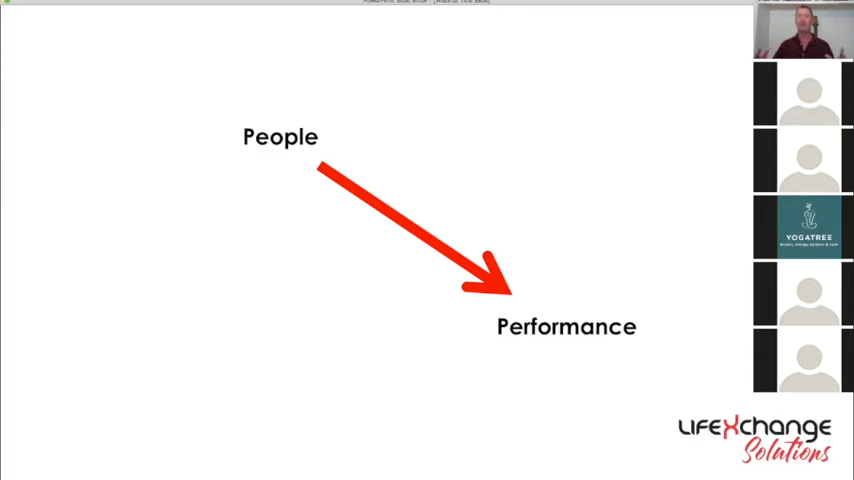 People
Performance
YOGATREE
LIFEXchange
Solutions